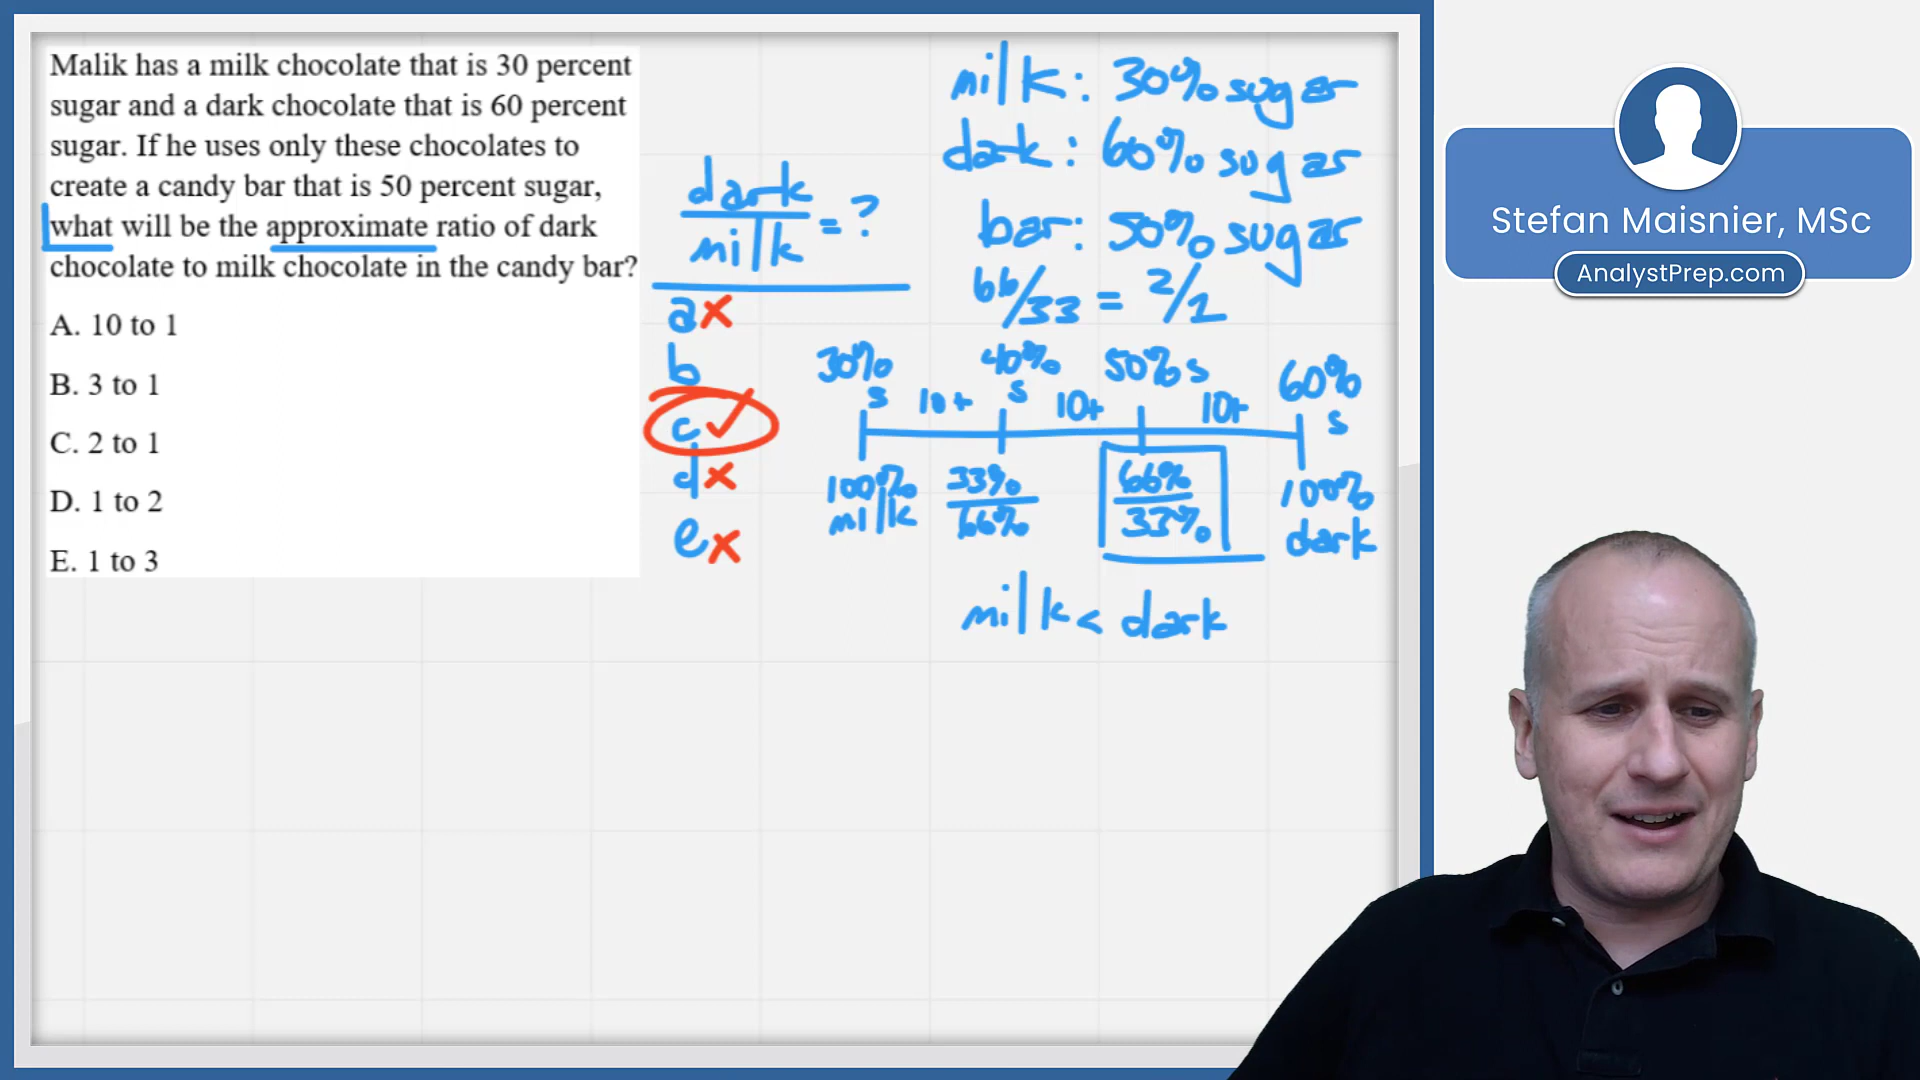 Malik has a milk chocolate that is 30 percent
sugar and a dark chocolate that is 60 percent
sugar. If he uses only these chocolates to
create a candy bar that is 50 percent sugar,
what will be the approximate ratio of dark
chocolate to milk chocolate in the candy bar?
A. 10 to 1
B. 3 to 1
C. 2 to 1
D. 1 to 2
E. 1 to 3
dark
milk
= ?
a x
b
c ✓
d x
e x
milk: 30% sugar
dark: 60% sugar
bar: 50% sugar
66/33 = 2/1
30% s
40% s
50% s
60% s
10+
10+
10+
100% milk
33%
66%
66%
33%
100% dark
milk < dark
Stefan Maisnier, MSc
AnalystPrep.com